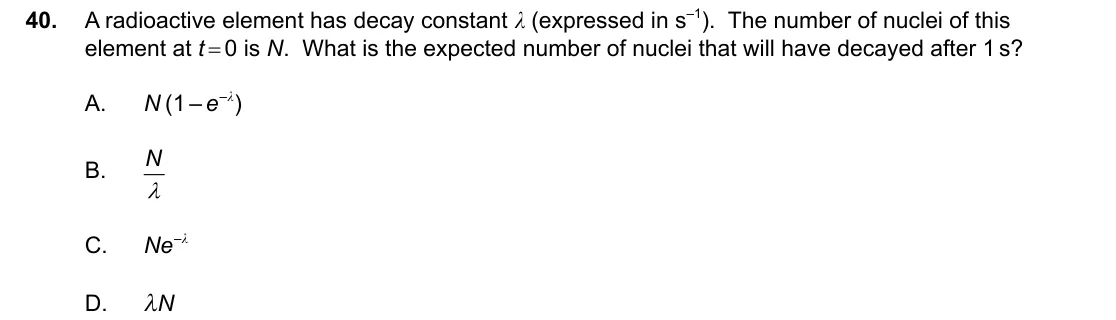 40. A radioactive element has decay constant λ (expressed in s⁻¹). The number of nuclei of this
element at t=0 is N. What is the expected number of nuclei that will have decayed after 1 s?
A. N(1−e^−λ)
B. N/λ
C. Ne^−λ
D. λN